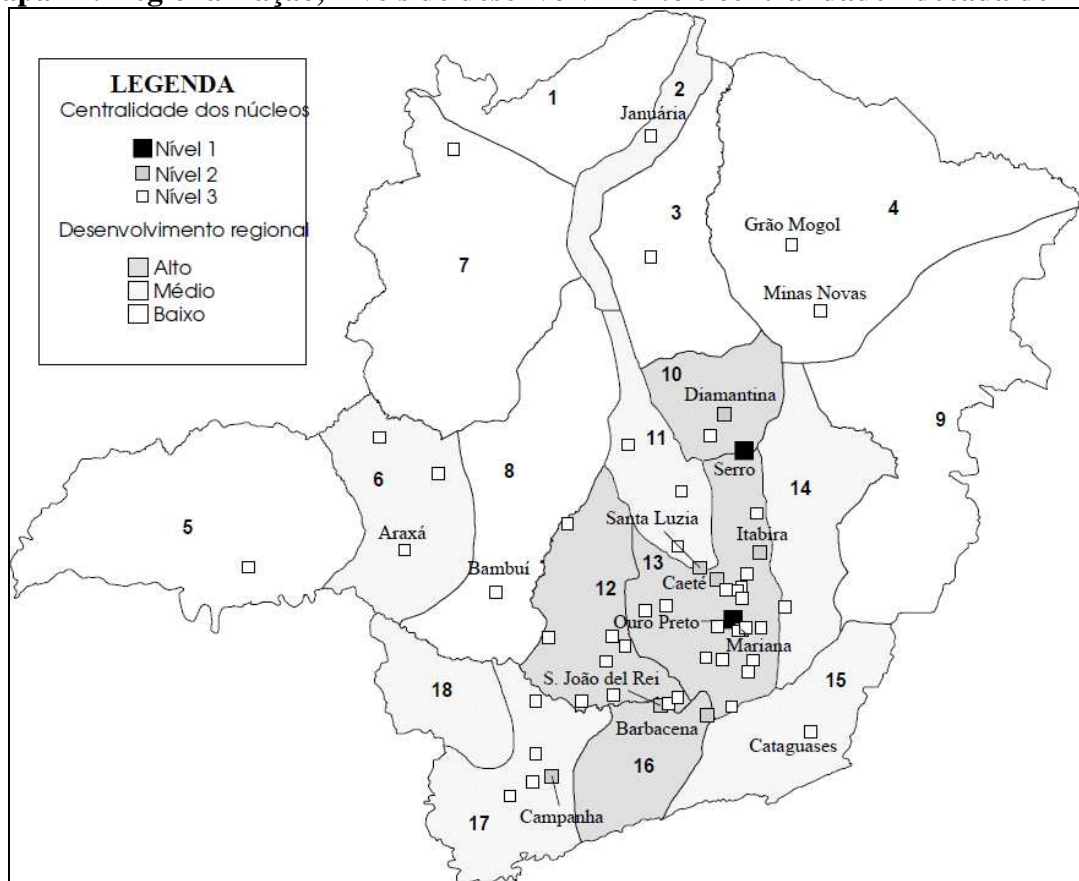 LEGENDA
Centralidade dos núcleos
Nível 1
Nível 2
Nível 3
Desenvolvimento regional
Alto
Médio
Baixo
1
2
Januária
3
4
Grão Mogol
Minas Novas
7
9
10
Diamantina
11
Serro
8
6
14
5
Araxá
Santa Luzia
Itabira
13
Bambuí
Caeté
12
Ouro Preto
Mariana
S. João del Rei
18
15
Barbacena
Cataguases
16
17
Campanha